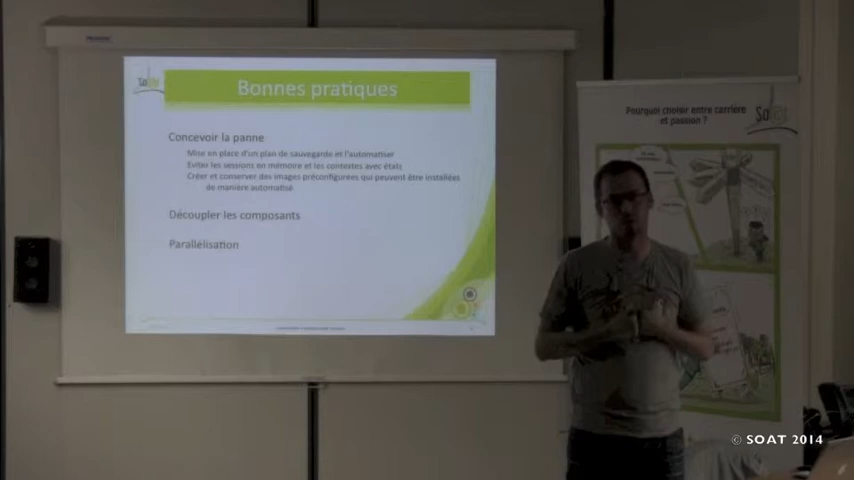 Bonnes pratiques
Concevoir la panne
Mise en place d'un plan de sauvegarde et l'automatiser
Eviter les sessions en mémoire et les contextes avec états
Créer et conserver des images préconfigurées qui peuvent être installées
de manière automatisé
Découpler les composants
Parallélisation
Pourquoi choisir entre carrière
et passion ?
So
© SOAT 2014